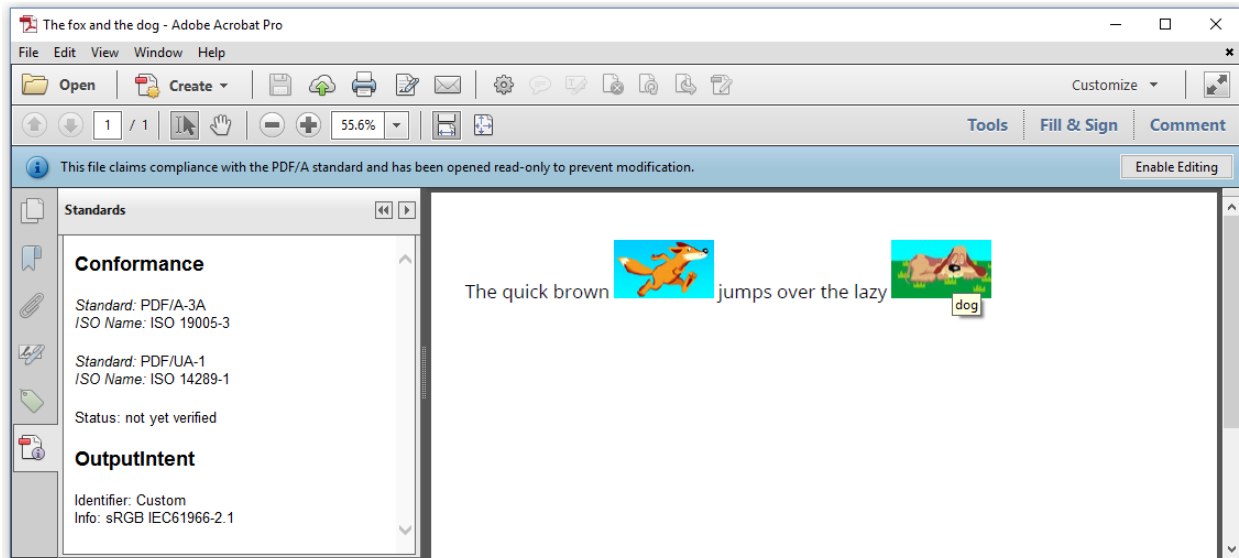 The fox and the dog - Adobe Acrobat Pro
File Edit View Window Help
Open Create Customize
1 / 1 55.6% Tools Fill & Sign Comment
This file claims compliance with the PDF/A standard and has been opened read-only to prevent modification. Enable Editing
Standards
Conformance
Standard: PDF/A-3A
ISO Name: ISO 19005-3
Standard: PDF/UA-1
ISO Name: ISO 14289-1
Status: not yet verified
OutputIntent
Identifier: Custom
Info: sRGB IEC61966-2.1
The quick brown jumps over the lazy
dog